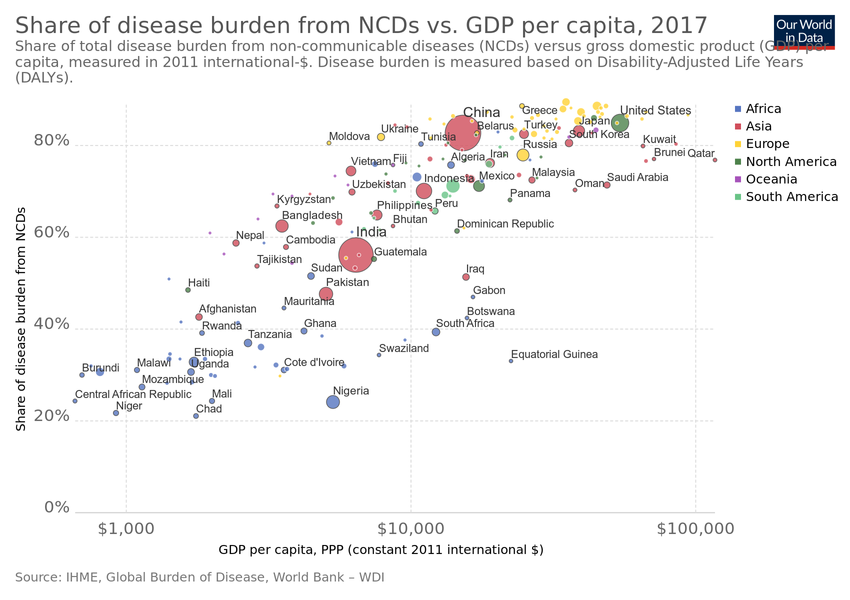 Share of disease burden from NCDs vs. GDP per capita, 2017
Our World
in Data
Share of total disease burden from non-communicable diseases (NCDs) versus gross domestic product (GDP) per
capita, measured in 2011 international-$. Disease burden is measured based on Disability-Adjusted Life Years
(DALYs).
Share of disease burden from NCDs
80%
60%
40%
20%
0%
$1,000
$10,000
$100,000
GDP per capita, PPP (constant 2011 international $)
China
Greece
United States
Moldova
Ukraine
Tunisia
Belarus
Turkey
Japan
South Korea
Kuwait
Russia
Brunei
Qatar
Vietnam
Fiji
Algeria
Iran
Uzbekistan
Indonesia
Mexico
Malaysia
Oman
Saudi Arabia
Kyrgyzstan
Philippines
Peru
Panama
Bangladesh
Bhutan
Dominican Republic
Nepal
Cambodia
India
Guatemala
Tajikistan
Sudan
Iraq
Haiti
Pakistan
Gabon
Mauritania
Afghanistan
Botswana
Rwanda
Ghana
South Africa
Tanzania
Swaziland
Equatorial Guinea
Ethiopia
Burundi
Malawi
Uganda
Cote d'Ivoire
Mozambique
Central African Republic
Mali
Nigeria
Niger
Chad
Africa
Asia
Europe
North America
Oceania
South America
Source: IHME, Global Burden of Disease, World Bank – WDI